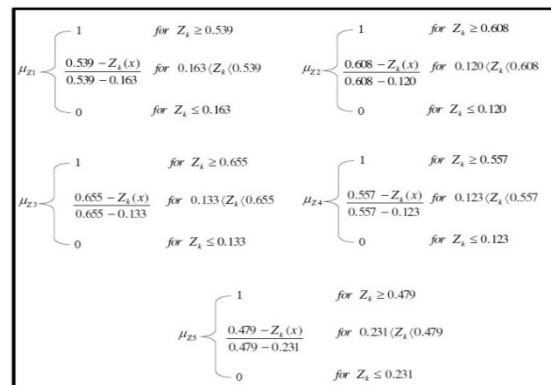 μZ1 { 1 for Zk ≥ 0.539
0.539 − Zk(x) / 0.539 − 0.163 for 0.163⟨Zk⟨0.539
0 for Zk ≤ 0.163
μZ2 { 1 for Zk ≥ 0.608
0.608 − Zk(x) / 0.608 − 0.120 for 0.120⟨Zk⟨0.608
0 for Zk ≤ 0.120
μZ3 { 1 for Zk ≥ 0.655
0.655 − Zk(x) / 0.655 − 0.133 for 0.133⟨Zk⟨0.655
0 for Zk ≤ 0.133
μZ4 { 1 for Zk ≥ 0.557
0.557 − Zk(x) / 0.557 − 0.123 for 0.123⟨Zk⟨0.557
0 for Zk ≤ 0.123
μZ5 { 1 for Zk ≥ 0.479
0.479 − Zk(x) / 0.479 − 0.231 for 0.231⟨Zk⟨0.479
0 for Zk ≤ 0.231